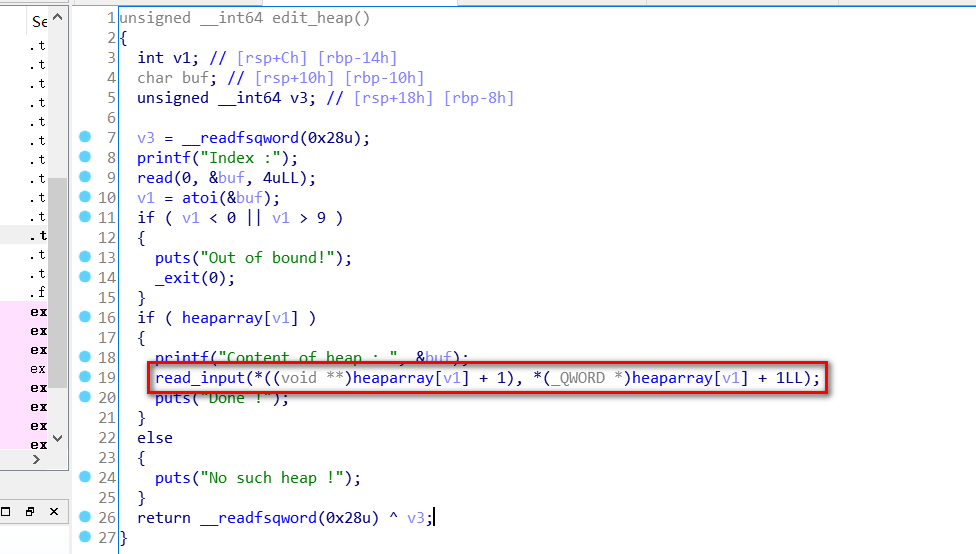 Se
.t
.t
.t
.t
.t
.t
.t
.t
.t
.t
.t
.t
.t
.f
ex
ex
ex
ex
ex
ex
ex
ex
1 unsigned __int64 edit_heap()
2 {
3 int v1; // [rsp+Ch] [rbp-14h]
4 char buf; // [rsp+10h] [rbp-10h]
5 unsigned __int64 v3; // [rsp+18h] [rbp-8h]
6
7 v3 = __readfsqword(0x28u);
8 printf("Index :");
9 read(0, &buf, 4uLL);
10 v1 = atoi(&buf);
11 if ( v1 < 0 || v1 > 9 )
12 {
13 puts("Out of bound!");
14 _exit(0);
15 }
16 if ( heaparray[v1] )
17 {
18 printf("Content of heap : ", &buf);
19 read_input(*((void **)heaparray[v1] + 1), *(_QWORD *)heaparray[v1] + 1LL);
20 puts("Done !");
21 }
22 else
23 {
24 puts("No such heap !");
25 }
26 return __readfsqword(0x28u) ^ v3;
27 }